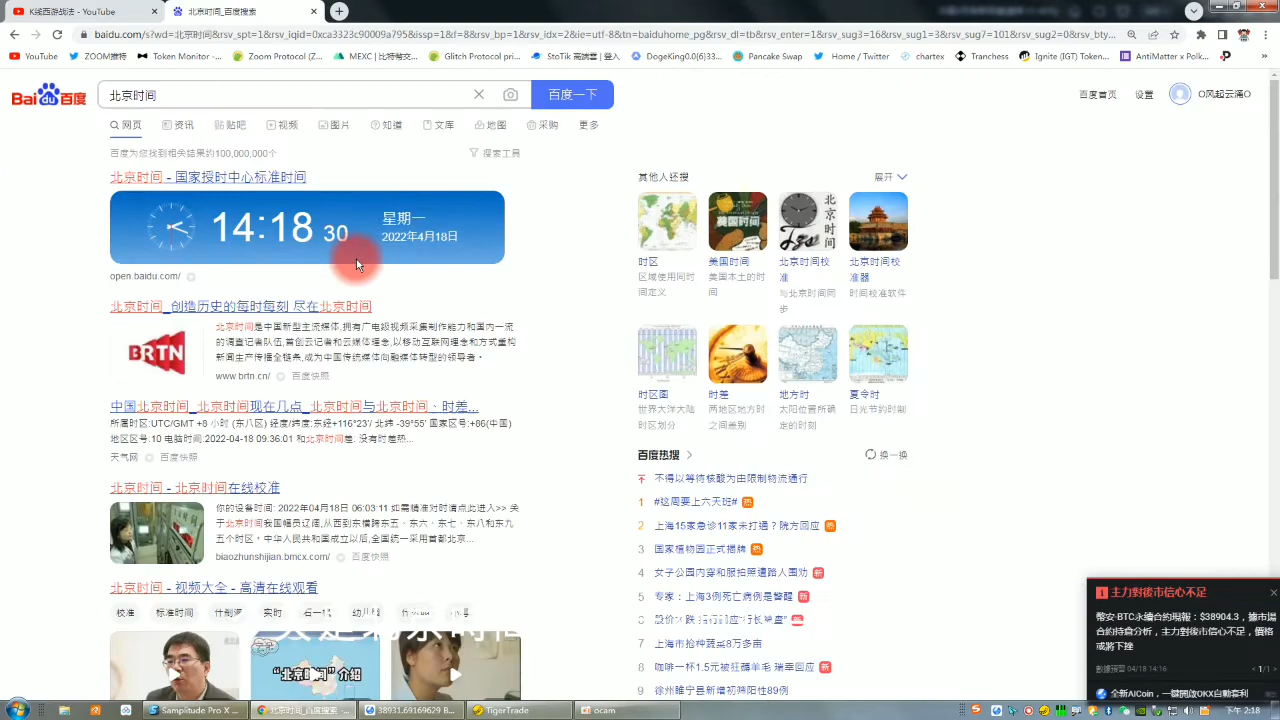 K線西游战法 - YouTube
北京时间_百度搜索
baidu.com/s?wd=北京时间&rsv_spt=1&rsv_iqid=0xca3323c90009a795&issp=1&f=8&rsv_bp=1&rsv_idx=2&ie=utf-8&tn=baiduhome_pg&rsv_dl=tb&rsv_enter=1&rsv_sug3=16&rsv_sug1=3&rsv_sug7=101&rsv_sug2=0&rsv_bty...
YouTube
ZOOM推荐
Token Monitor -...
Zoom Protocol (Z...
MEXC | 比特幣交...
Glitch Protocol pri...
StoTik 高端蓋 | 登入
DogeKing0.0(6)33...
Pancake Swap
Home / Twitter
chartex
Tranchess
Ignite (IGT) Token...
AntiMatter x Polk...
Bai du 百度
北京时间
百度一下
百度首页
设置
O风起云涌O
网页
资讯
贴吧
视频
图片
知道
文库
地图
采购
更多
百度为您找到相关结果约100,000,000个
搜索工具
北京时间 - 国家授时中心标准时间
14:18 30
星期一
2022年4月18日
open.baidu.com/
北京时间_创造历史的每时每刻 尽在北京时间
BRTN
北京时间是中国新型主流媒体,拥有广电级视频采集制作能力和国内一流
的调查记者队伍,首创云记者和云媒体理念,以移动互联网理念和方式重构
新闻生产传播全链条,成为中国传统媒体向融媒体转型的领导者。
www.brtn.cn/
百度快照
中国北京时间_北京时间现在几点_北京时间与北京时间、时差...
所属时区:UTC/GMT +8 小时 (东八区) 经度/纬度:东经+116°23'/ 北纬 -39°55' 国家区号:+86(中国)
地区区号:10 电脑时间:2022-04-18 09:36:01 和北京时间差. 没有时差热...
天气网
百度快照
北京时间 - 北京时间在线校准
你的设备时间: 2022年04月18日 06:03:11 如需精准对时请点此进入>> 关
于北京时间我国幅员辽阔,从西到东横跨东五、东六、东七、东八和东九
五个时区。中华人民共和国成立以后,全国统一采用首都北京...
biaozhunshijian.bmcx.com/
百度快照
北京时间 - 视频大全 - 高清在线观看
校准
标准时间
“北京时间”介绍
其他人还搜
展开
时区
区域使用同时
间定义
美国时间
美国本土的时
间
北京时间校
准
与北京时间同
步
北京时间校
准器
时间校准软件
时区图
世界大洋大陆
时区划分
时差
两地区地方时
之间差别
地方时
太阳位置所确
定的时刻
夏令时
日光节约时制
百度热搜
换一换
不得以等待核酸为由限制物流通行
1 #这周要上六天班# 热
2 上海15家急诊11家未打通？院方回应 热
3 国家植物园正式揭牌 热
4 女子公园内穿和服拍照遭路人围劝 新
5 专家：上海3例死亡病例是警醒 新
7 上海市抢种蔬菜8万多亩
8 咖啡一杯1.5元被狂薅羊毛 瑞幸回应 新
9 徐州睢宁县新增初筛阳性89例
主力對後市信心不足
幣安·BTC永續合約現報：$38904.3，據市場
合約持倉分析，主力對後市信心不足，價格
或將下挫
數據預警 04/18 14:16
1/1
全新AICoin，一鍵開啟OKX自動套利
Samplitude Pro X ...
北京时间_百度搜索...
38931.69169629 B...
TigerTrade
ocam
下午 2:18